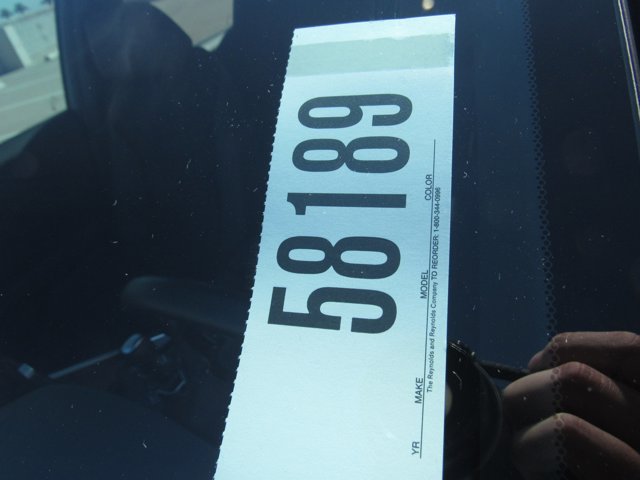 58189
YR MAKE MODEL COLOR
The Reynolds and Reynolds Company TO REORDER: 1-800-344-0996